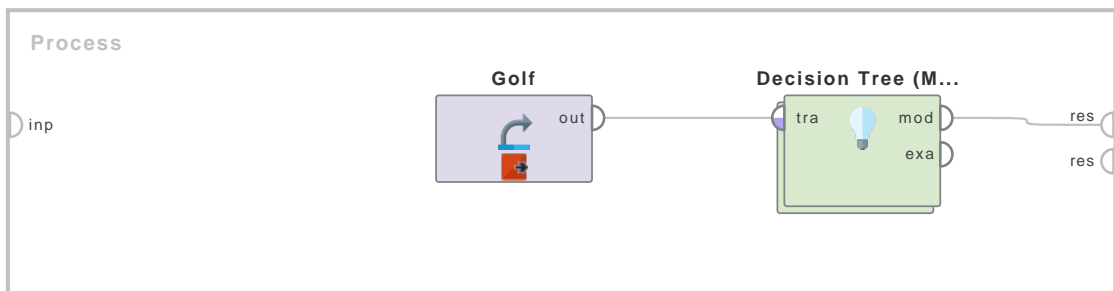 Process
Golf
Decision Tree (M...
inp
out
tra
mod
res
exa
res